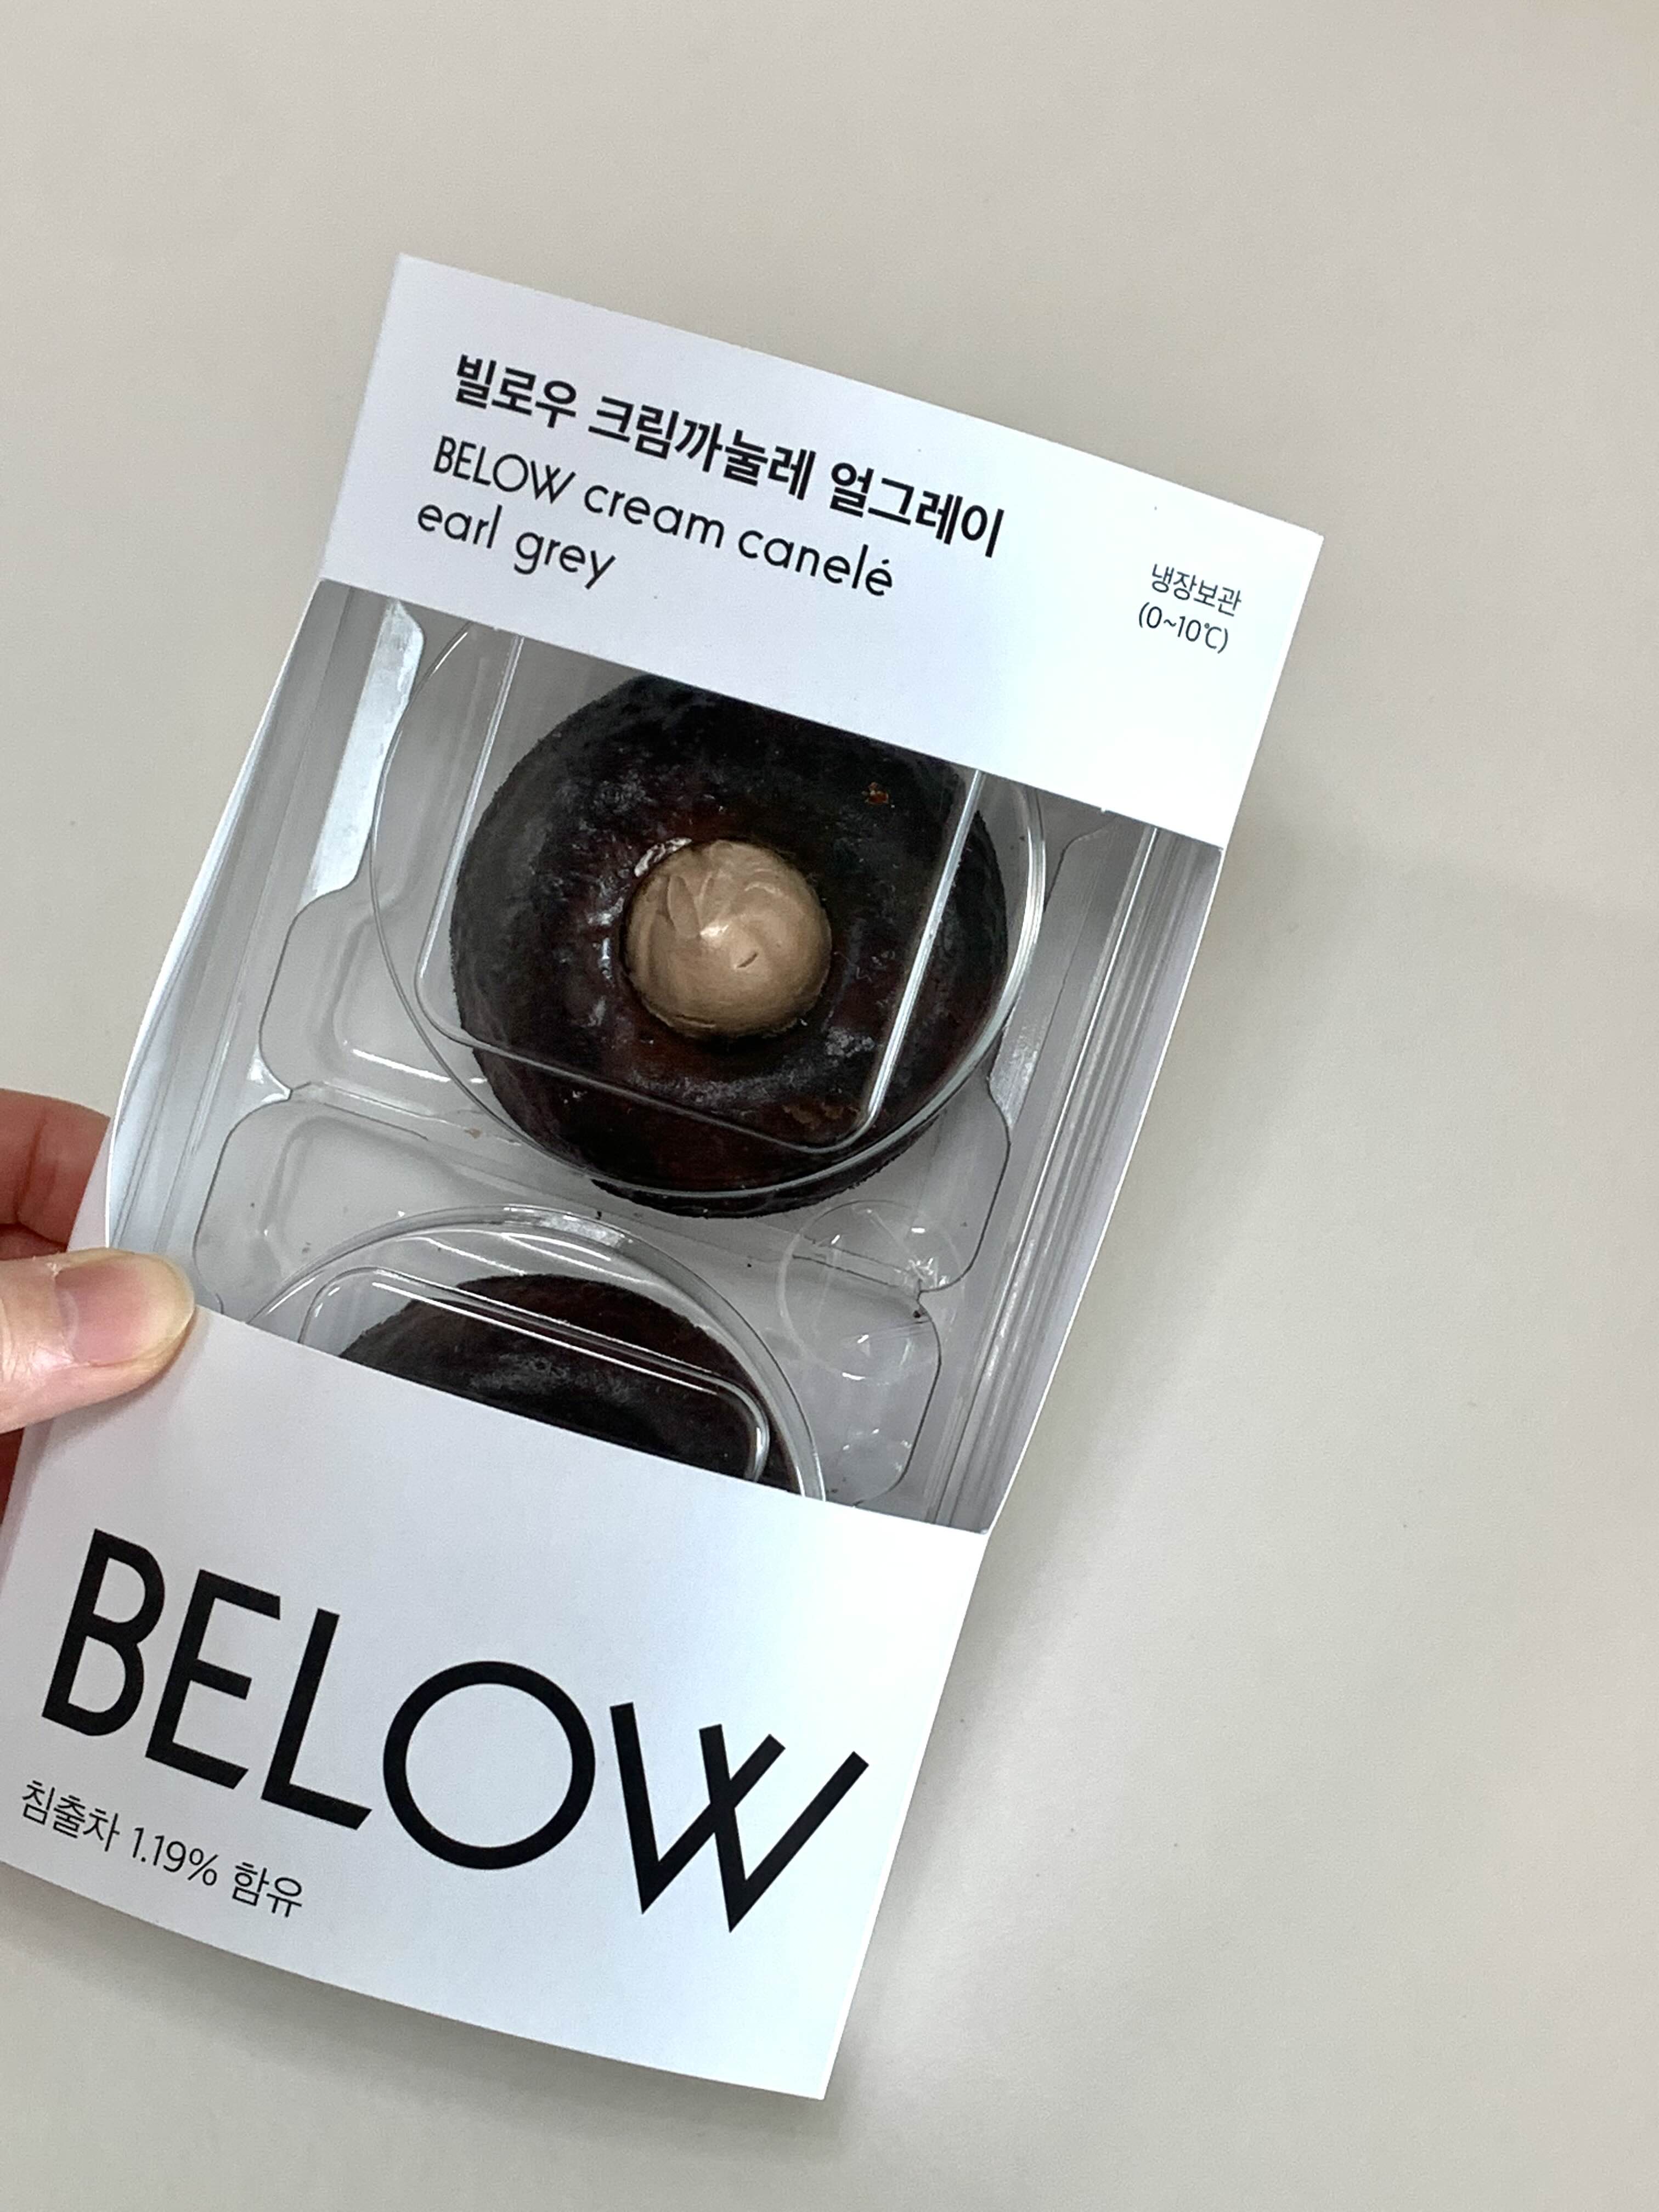 빌로우 크림까눌레 얼그레이
BELOW cream canelé
earl grey
냉장보관
(0~10℃)
BELOW
침출차 1.19% 함유